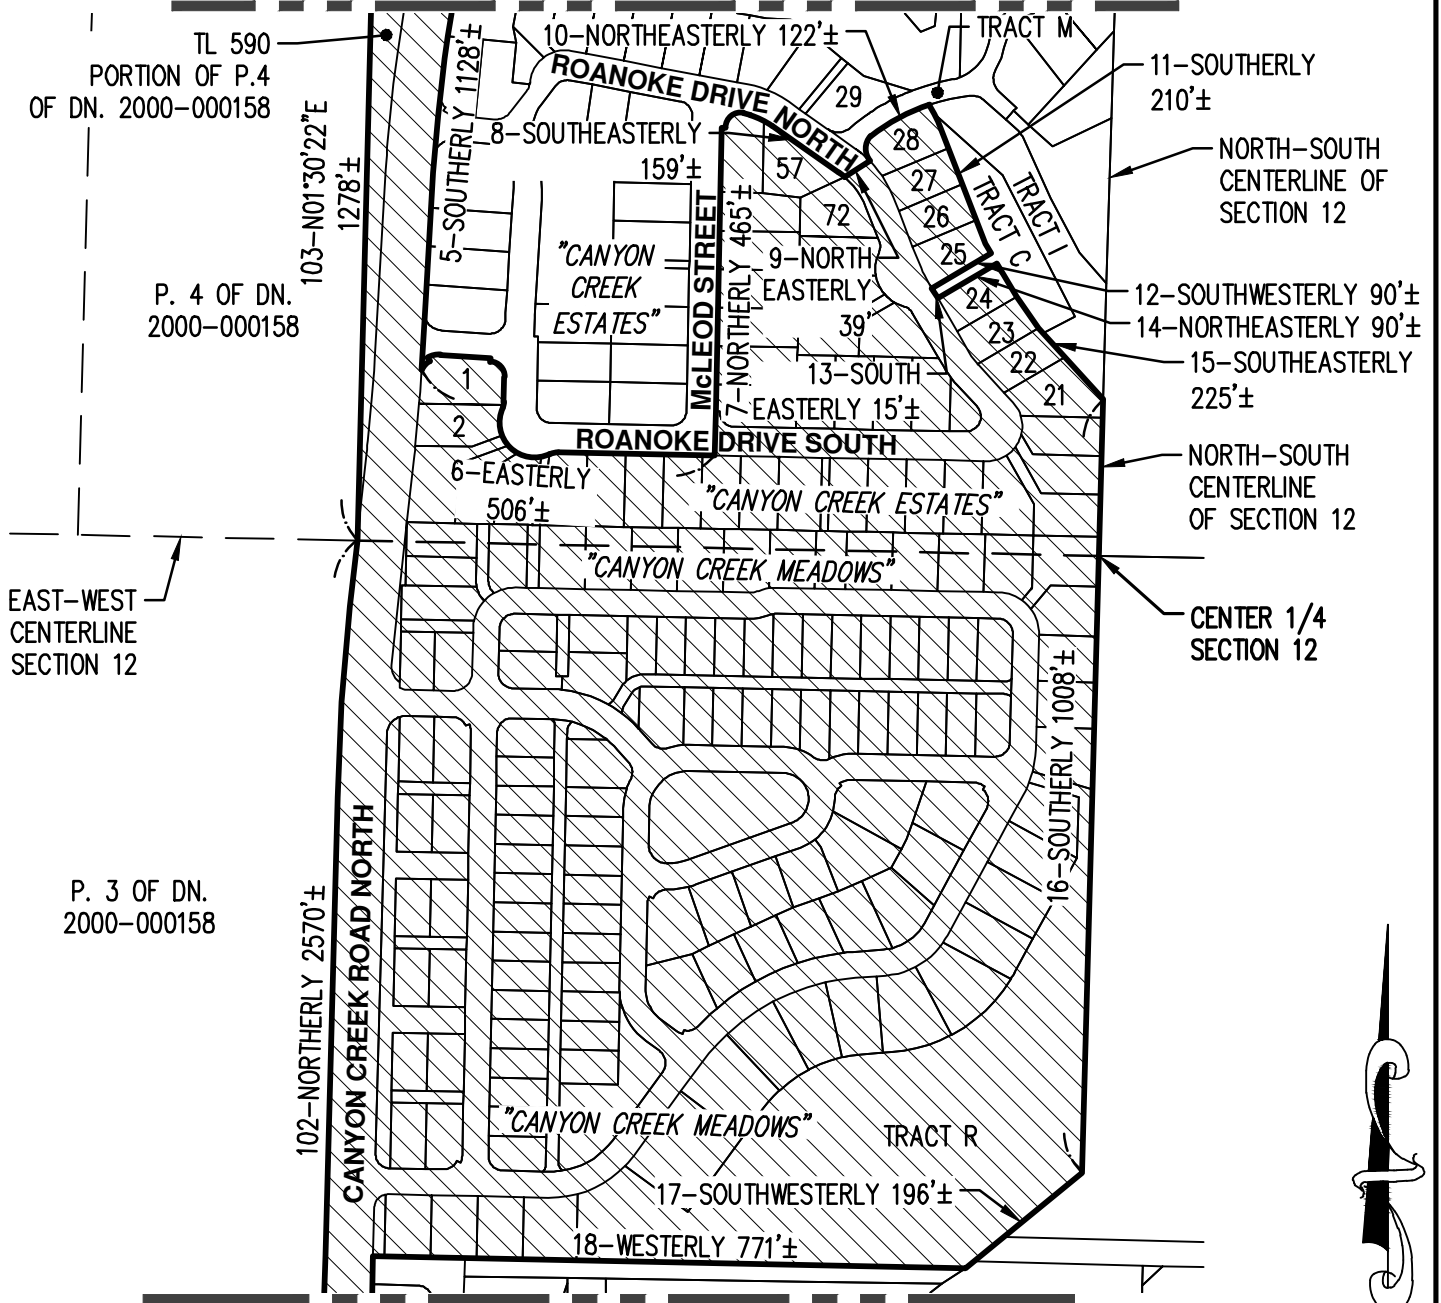 TL 590
PORTION OF P.4
OF DN. 2000-000158
103-N01°30'22"E
1278'±
5-SOUTHERLY 1128'±
10-NORTHEASTERLY 122'±
TRACT M
11-SOUTHERLY
210'±
ROANOKE DRIVE NORTH
29
28
27
26
25
24
23
22
21
8-SOUTHEASTERLY
159'±
57
72
NORTH-SOUTH
CENTERLINE OF
SECTION 12
TRACT I
TRACT C
P. 4 OF DN.
2000-000158
"CANYON
CREEK
ESTATES"
McLEOD STREET
7-NORTHERLY 465'±
9-NORTH
EASTERLY
39'
12-SOUTHWESTERLY 90'±
14-NORTHEASTERLY 90'±
15-SOUTHEASTERLY
225'±
13-SOUTH
EASTERLY 15'±
1
2
ROANOKE DRIVE SOUTH
6-EASTERLY
506'±
"CANYON CREEK ESTATES"
NORTH-SOUTH
CENTERLINE
OF SECTION 12
"CANYON CREEK MEADOWS"
EAST-WEST
CENTERLINE
SECTION 12
CENTER 1/4
SECTION 12
16-SOUTHERLY 1008'±
P. 3 OF DN.
2000-000158
102-NORTHERLY 2570'±
CANYON CREEK ROAD NORTH
"CANYON CREEK MEADOWS"
TRACT R
17-SOUTHWESTERLY 196'±
18-WESTERLY 771'±